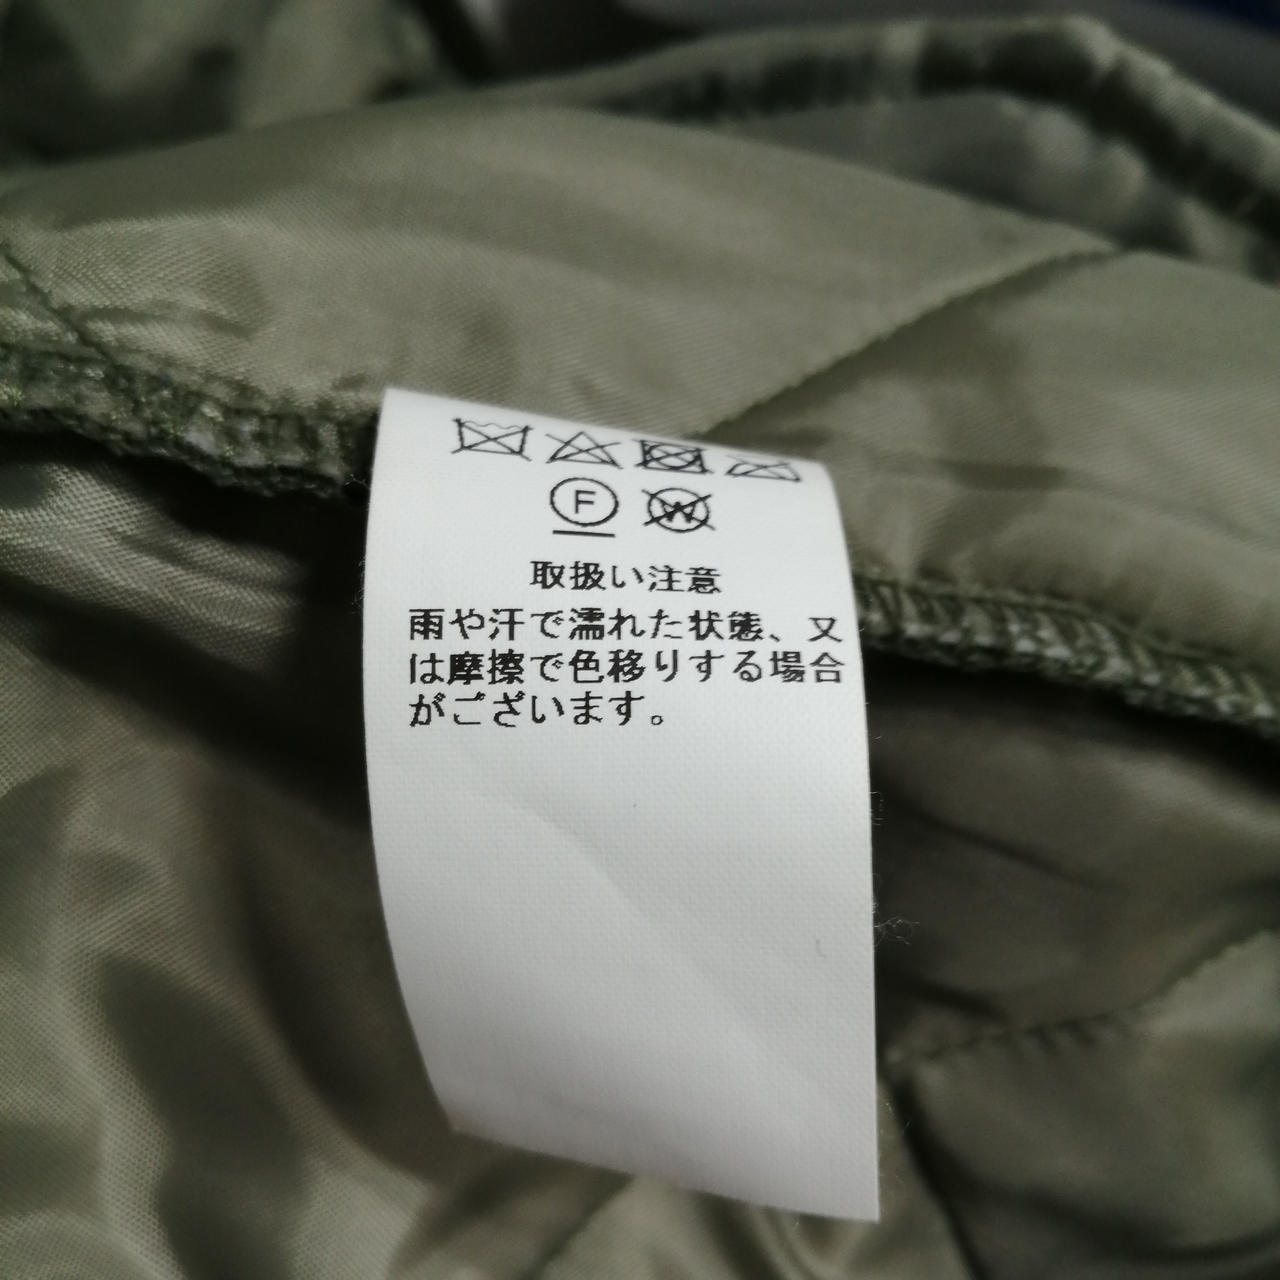 F W
取扱い注意
雨や汗で濡れた状態、又
は摩擦で色移りする場合
がございます。